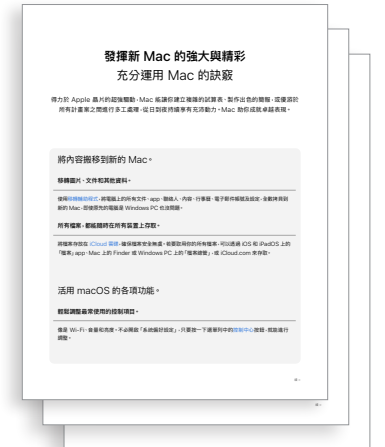 發揮新 Mac 的強大與精彩
充分運用 Mac 的訣竅
得力於 Apple 晶片的超強驅動，Mac 能讓你建立複雜的試算表、製作出色的簡報，或優游於
所有計畫案之間進行多工處理，從日到夜持續享有充沛動力。Mac 助你成就卓越表現。
將內容搬移到新的 Mac。
移轉圖片、文件和其他資料。
使用移轉輔助程式，將電腦上的所有文件、app、聯絡人、內容、行事曆、電子郵件帳號及設定，全數拷貝到
新的 Mac，即使原先的電腦是 Windows PC 也沒問題。
所有檔案，都能隨時在所有裝置上存取。
將檔案存放在 iCloud 雲碟，確保檔案安全無虞。若要取用你的所有檔案，可以透過 iOS 和 iPadOS 上的
「檔案」app、Mac 上的 Finder 或 Windows PC 上的「檔案總管」，或 iCloud.com 來存取。
活用 macOS 的各項功能。
輕鬆調整最常使用的控制項目。
像是 Wi-Fi、音量和亮度。不必開啟「系統偏好設定」，只要按一下選單列中的控制中心按鈕，就能進行
調整。